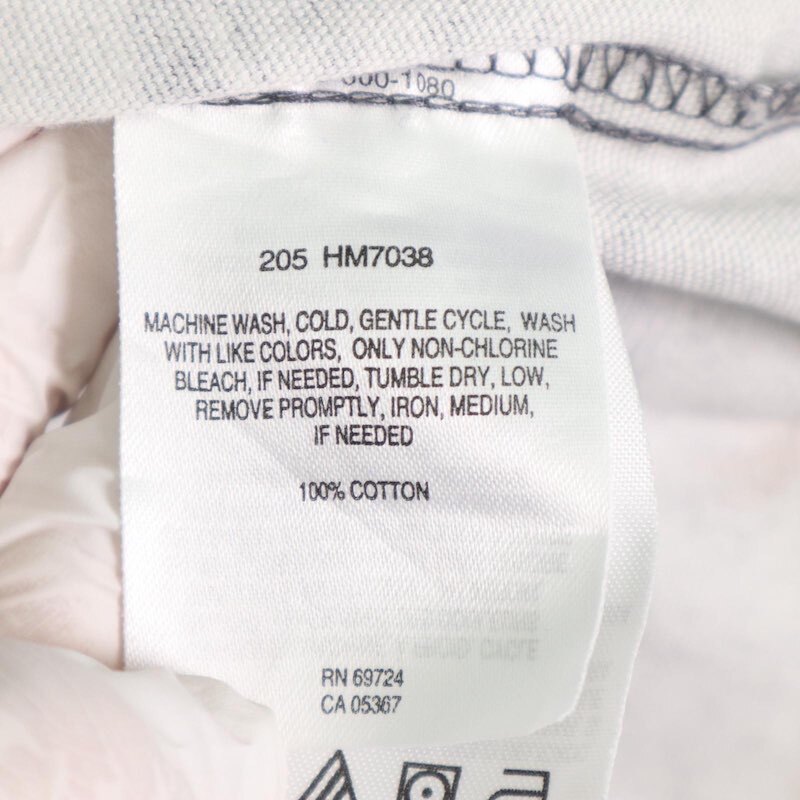 205 HM7038
MACHINE WASH, COLD, GENTLE CYCLE, WASH
WITH LIKE COLORS, ONLY NON-CHLORINE
BLEACH, IF NEEDED, TUMBLE DRY, LOW,
REMOVE PROMPTLY, IRON, MEDIUM,
IF NEEDED
100% COTTON
RN 69724
CA 05367